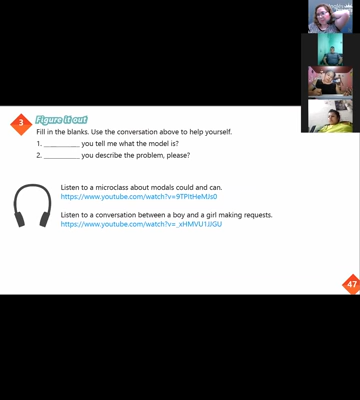 3
Figure it out
Fill in the blanks. Use the conversation above to help yourself.
1. __________ you tell me what the model is?
2. __________ you describe the problem, please?
Listen to a microclass about modals could and can.
https://www.youtube.com/watch?v=9TPItHeMJs0
Listen to a conversation between a boy and a girl making requests.
https://www.youtube.com/watch?v=_xHMVU1JJGU
47